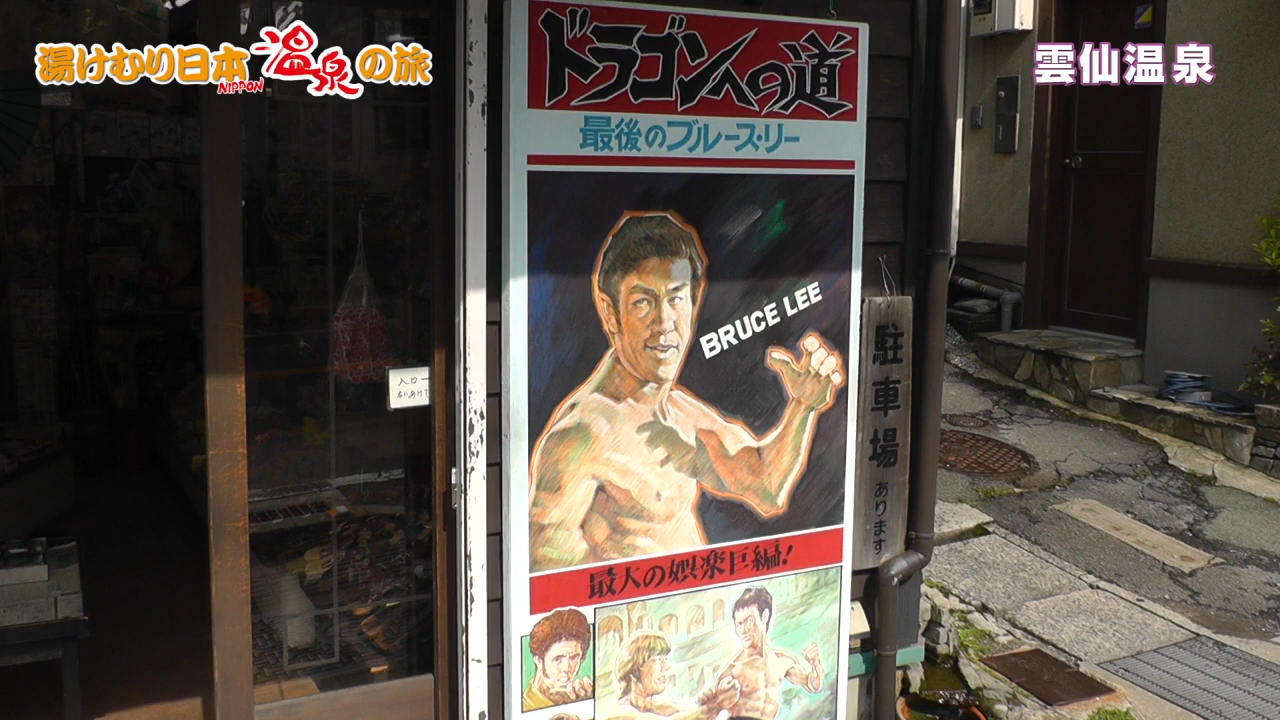 湯けむり日本温泉の旅
NIPPON
雲仙温泉
ドラゴンへの道
最後のブルース・リー
BRUCE LEE
最大の娯楽巨編!
駐車場あります
入口